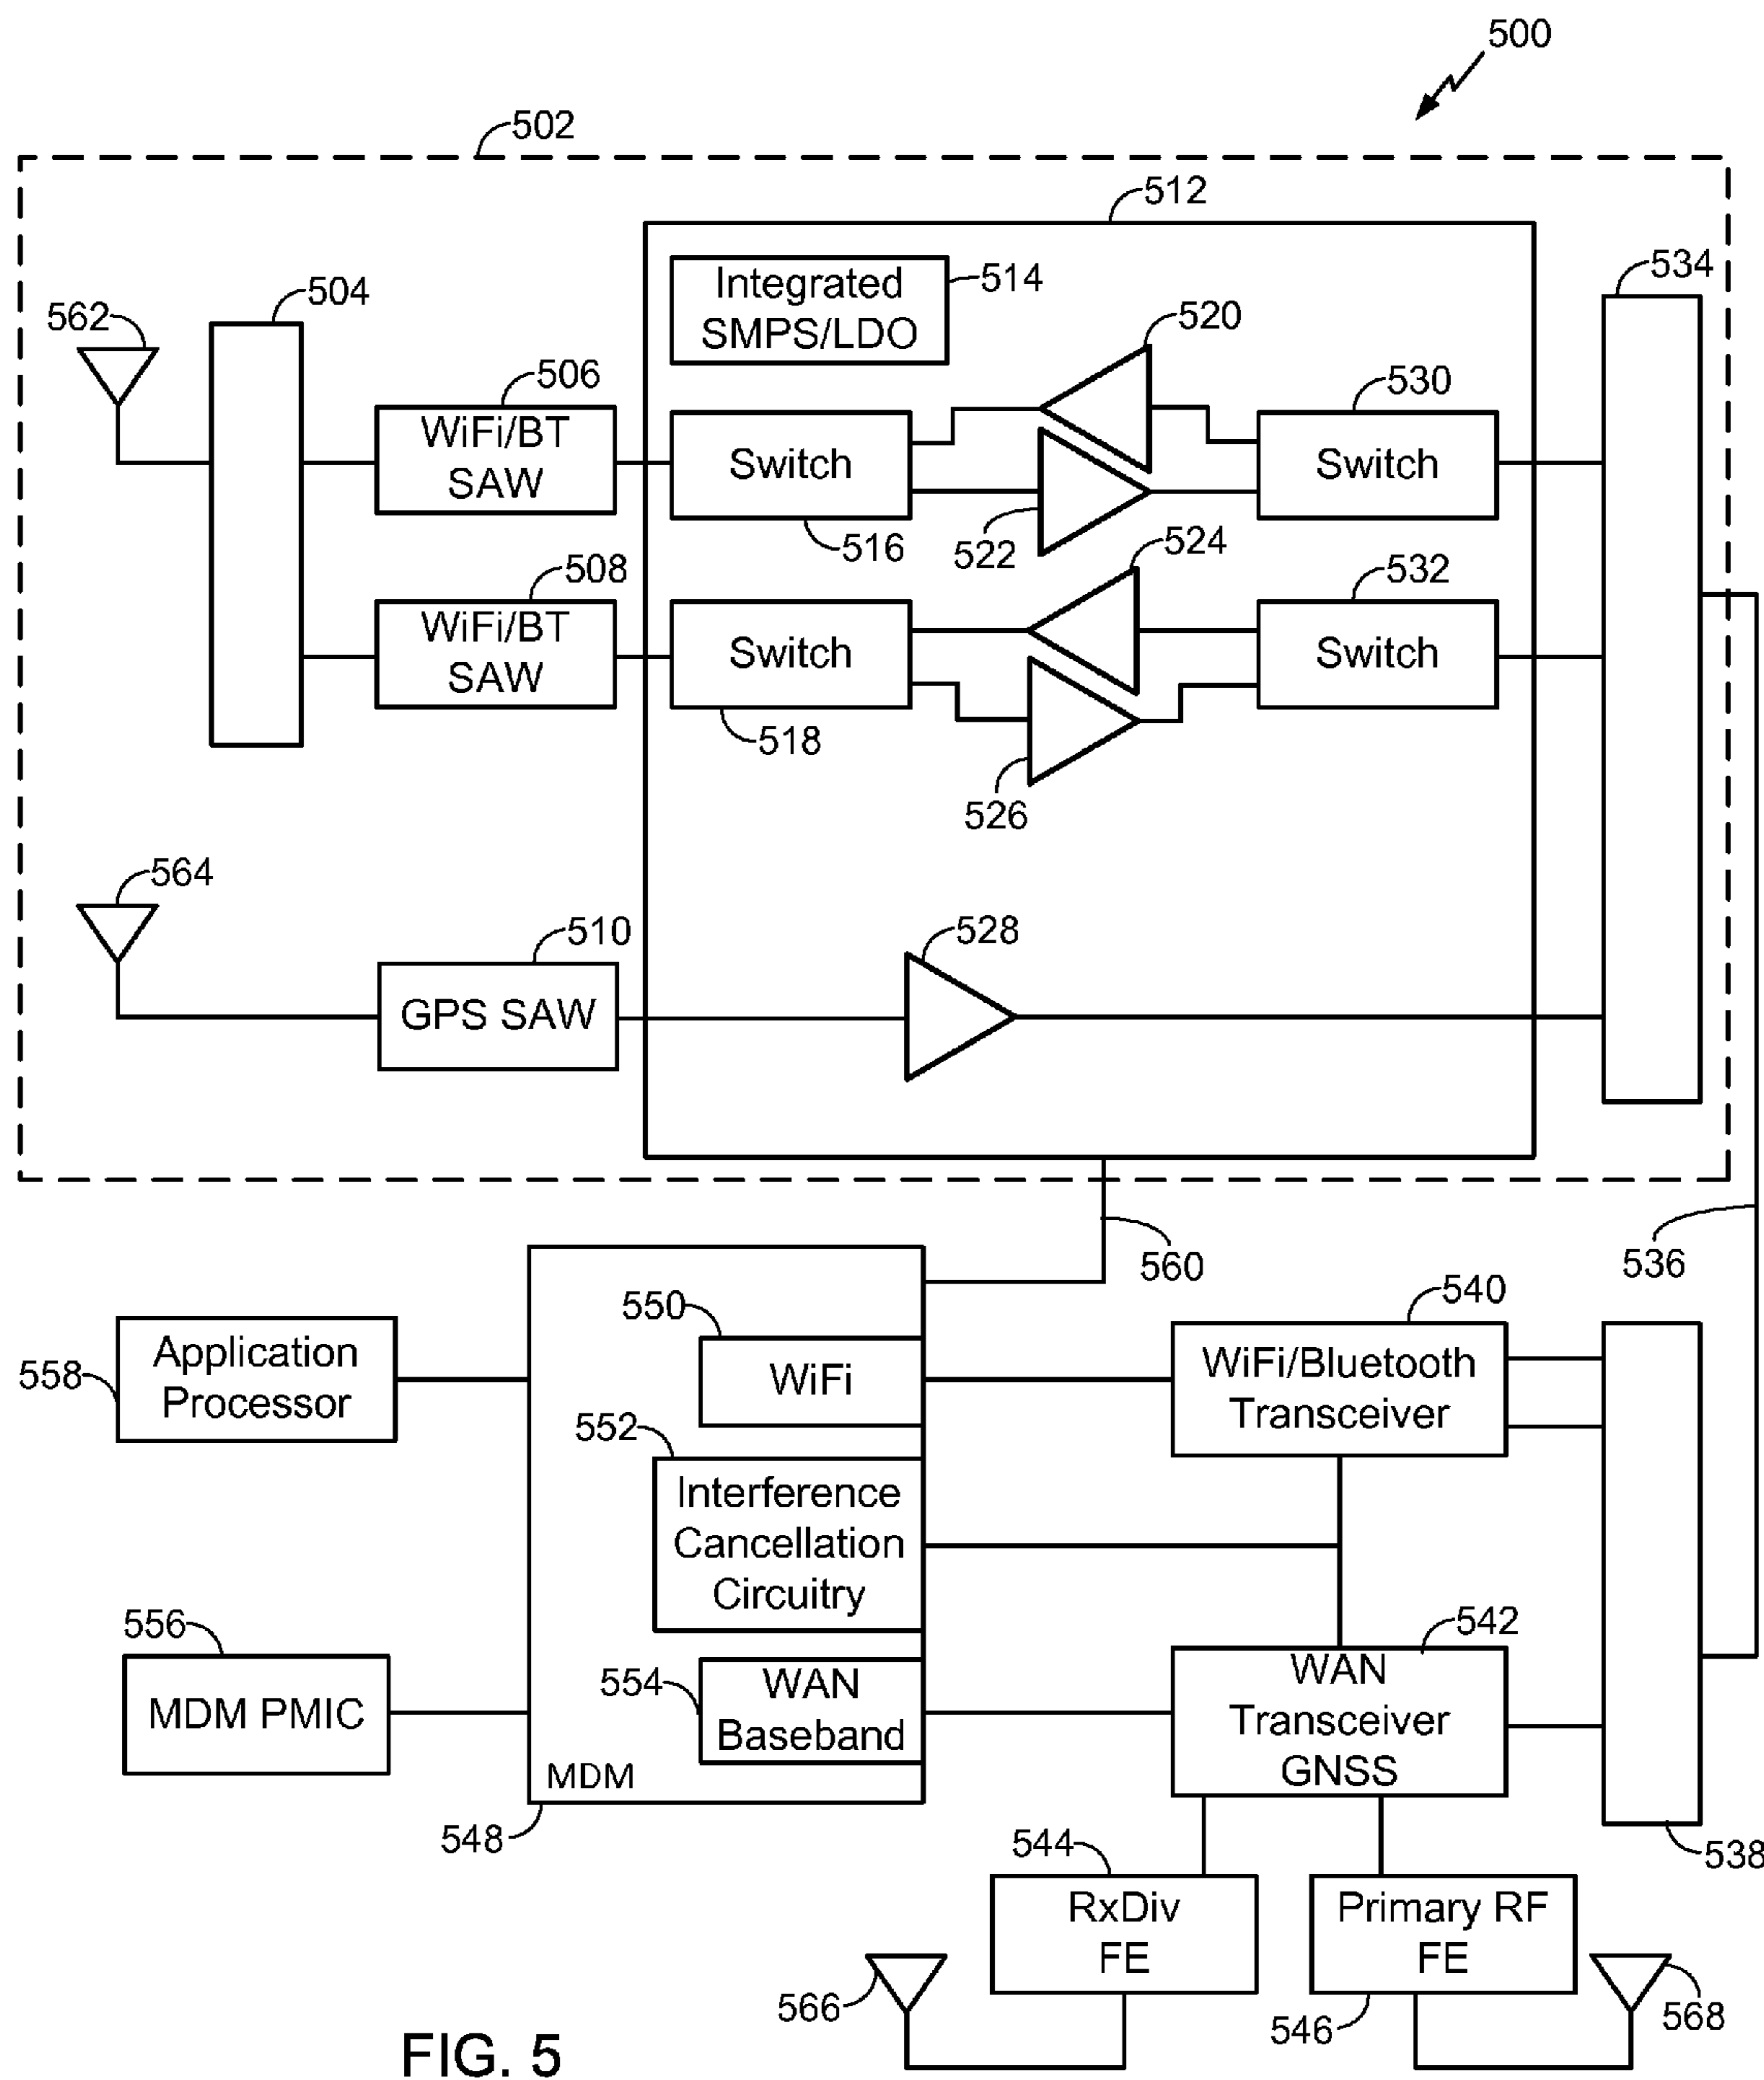 500
502
512
534
504
562
Integrated
SMPS/LDO
514
520
506
530
WiFi/BT
SAW
Switch
Switch
516
522
524
508
532
WiFi/BT
SAW
Switch
Switch
518
526
564
510
528
GPS SAW
560
536
540
550
558
Application
Processor
WiFi
WiFi/Bluetooth
Transceiver
552
Interference
Cancellation
Circuitry
556
542
554
MDM PMIC
WAN
Baseband
WAN
Transceiver
GNSS
MDM
548
538
544
RxDiv
FE
Primary RF
FE
566
546
568
FIG. 5